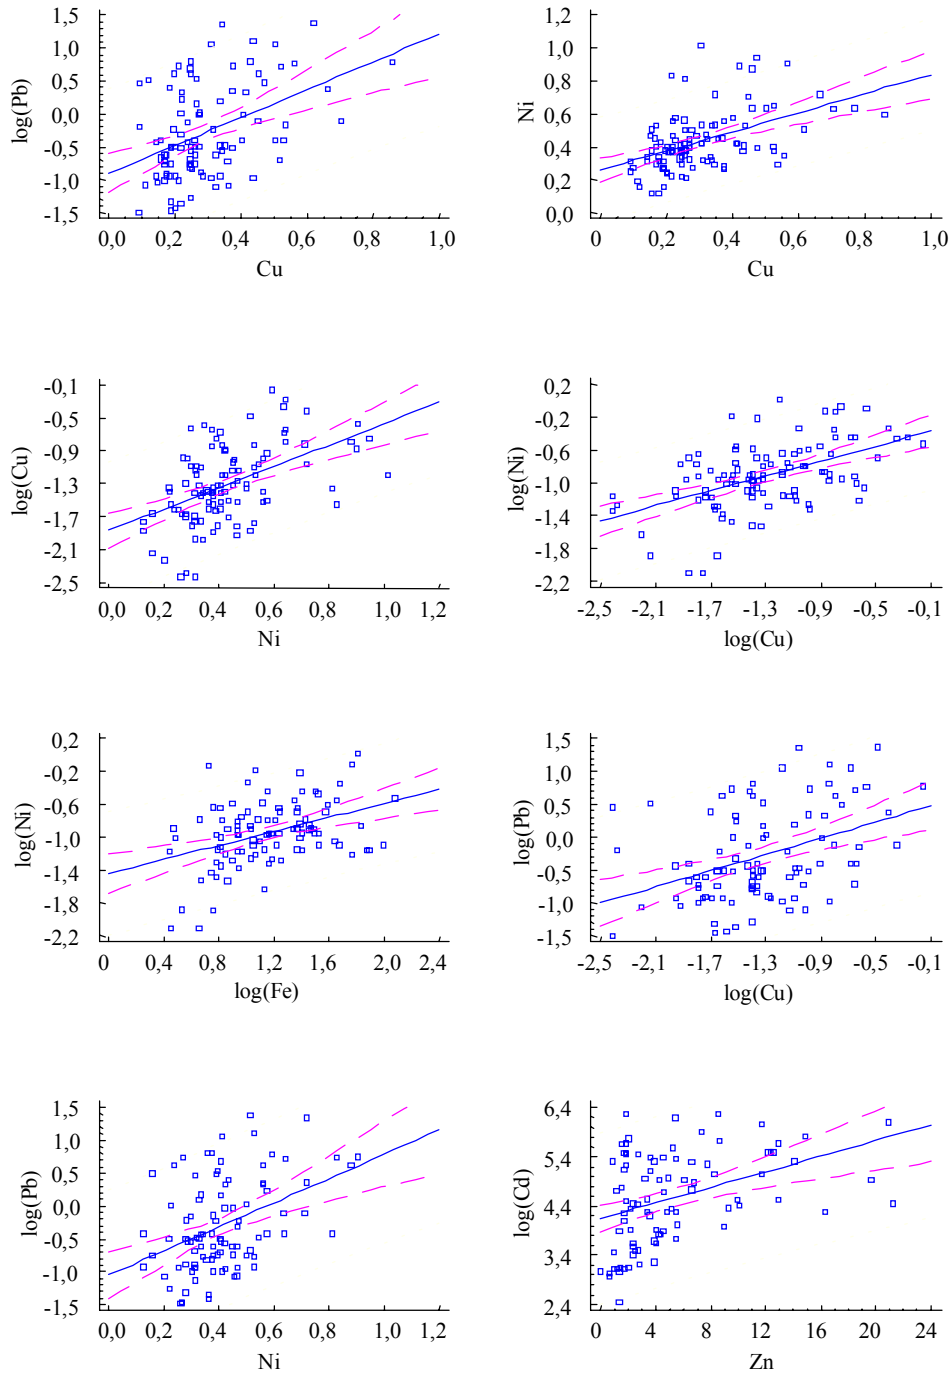 1,5
1,0
0,5
0,0
-0,5
-1,0
-1,5
log(Pb)
0,0 0,2 0,4 0,6 0,8 1,0
Cu
1,2
1,0
0,8
0,6
0,4
0,2
0,0
Ni
0 0,2 0,4 0,6 0,8 1,0
Cu
-0,1
-0,5
-0,9
-1,3
-1,7
-2,1
-2,5
log(Cu)
0,0 0,2 0,4 0,6 0,8 1,0 1,2
Ni
0,2
-0,2
-0,6
-1,0
-1,4
-1,8
-2,2
log(Ni)
-2,5 -2,1 -1,7 -1,3 -0,9 -0,5 -0,1
log(Cu)
0,2
-0,2
-0,6
-1,0
-1,4
-1,8
-2,2
log(Ni)
0 0,4 0,8 1,2 1,6 2,0 2,4
log(Fe)
1,5
1,0
0,5
0,0
-0,5
-1,0
-1,5
log(Pb)
-2,5 -2,1 -1,7 -1,3 -0,9 -0,5 -0,1
log(Cu)
1,5
1,0
0,5
0,0
-0,5
-1,0
-1,5
log(Pb)
0,0 0,2 0,4 0,6 0,8 1,0 1,2
Ni
6,4
5,4
4,4
3,4
2,4
log(Cd)
0 4 8 12 16 20 24
Zn